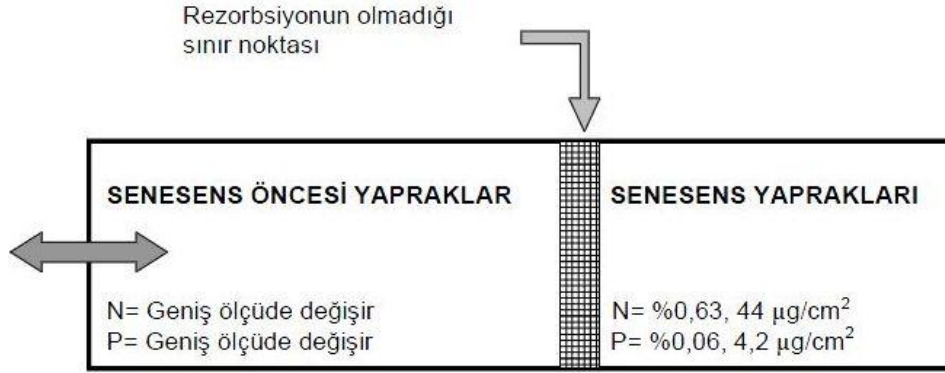 Rezorbsiyonun olmadığı
sınır noktası
SENESENS ÖNCESİ YAPRAKLAR
SENESENS YAPRAKLARI
N= Geniş ölçüde değişir
P= Geniş ölçüde değişir
N= %0,63, 44 µg/cm²
P= %0,06, 4,2 µg/cm²